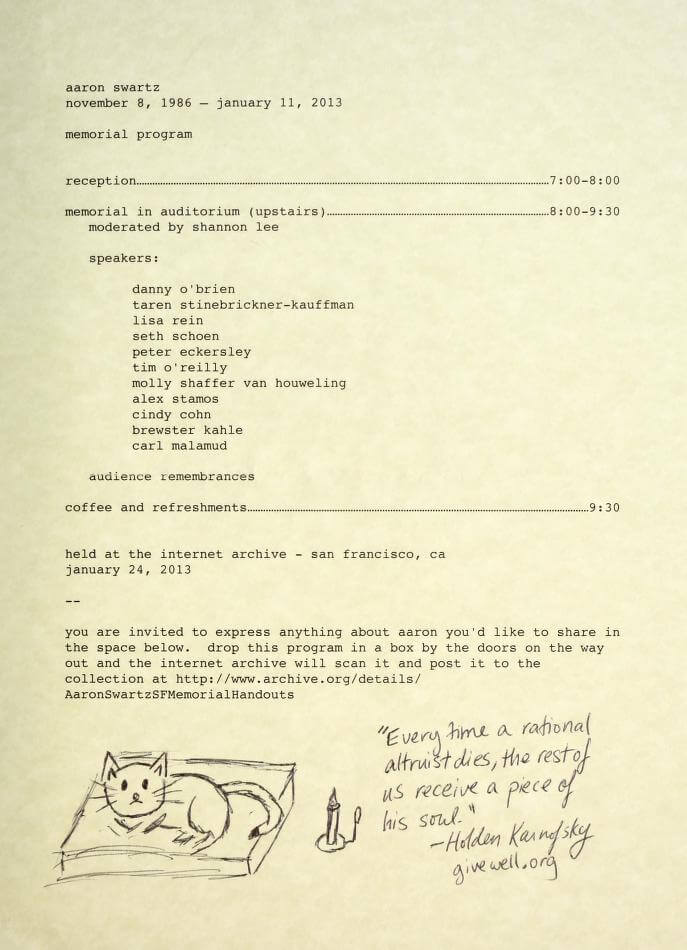 aaron swartz
november 8, 1986 – january 11, 2013
memorial program
reception……………………………………………………………………7:00-8:00
memorial in auditorium (upstairs)……………………………………8:00-9:30
moderated by shannon lee
speakers:
danny o'brien
taren stinebrickner-kauffman
lisa rein
seth schoen
peter eckersley
tim o'reilly
molly shaffer van houweling
alex stamos
cindy cohn
brewster kahle
carl malamud
audience remembrances
coffee and refreshments……………………………………………………9:30
held at the internet archive - san francisco, ca
january 24, 2013
--
you are invited to express anything about aaron you'd like to share in
the space below.  drop this program in a box by the doors on the way
out and the internet archive will scan it and post it to the
collection at http://www.archive.org/details/
AaronSwartzSFMemorialHandouts
"Every time a rational
altruist dies, the rest of
us receive a piece of
his soul."
-Holden Karnofsky
givewell.org